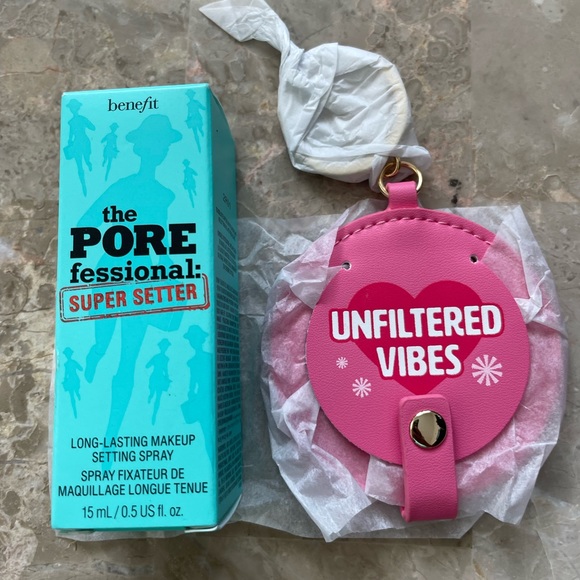 benefit
the
PORE
fessional:
SUPER SETTER
LONG-LASTING MAKEUP
SETTING SPRAY
SPRAY FIXATEUR DE
MAQUILLAGE LONGUE TENUE
15 mL / 0.5 US fl. oz.
UNFILTERED
VIBES